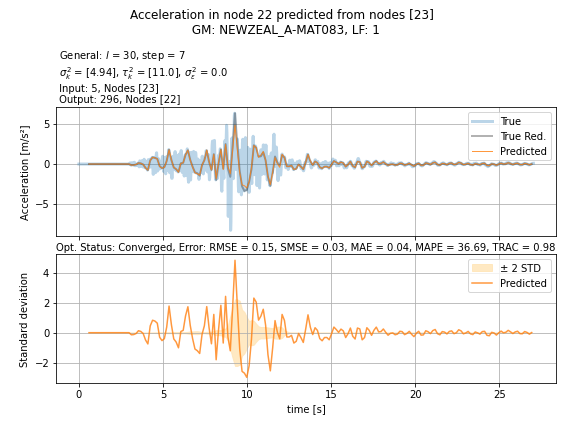 Acceleration in node 22 predicted from nodes [23]
GM: NEWZEAL_A-MAT083, LF: 1
General: l = 30, step = 7
σ²ₖ = [4.94], τ²ₖ = [11.0], σ²ₑ = 0.0
Input: 5, Nodes [23]
Output: 296, Nodes [22]
5
0
−5
Acceleration [m/s²]
True
True Red.
Predicted
Opt. Status: Converged, Error: RMSE = 0.15, SMSE = 0.03, MAE = 0.04, MAPE = 36.69, TRAC = 0.98
4
2
0
−2
Standard deviation
± 2 STD
Predicted
0 5 10 15 20 25
time [s]